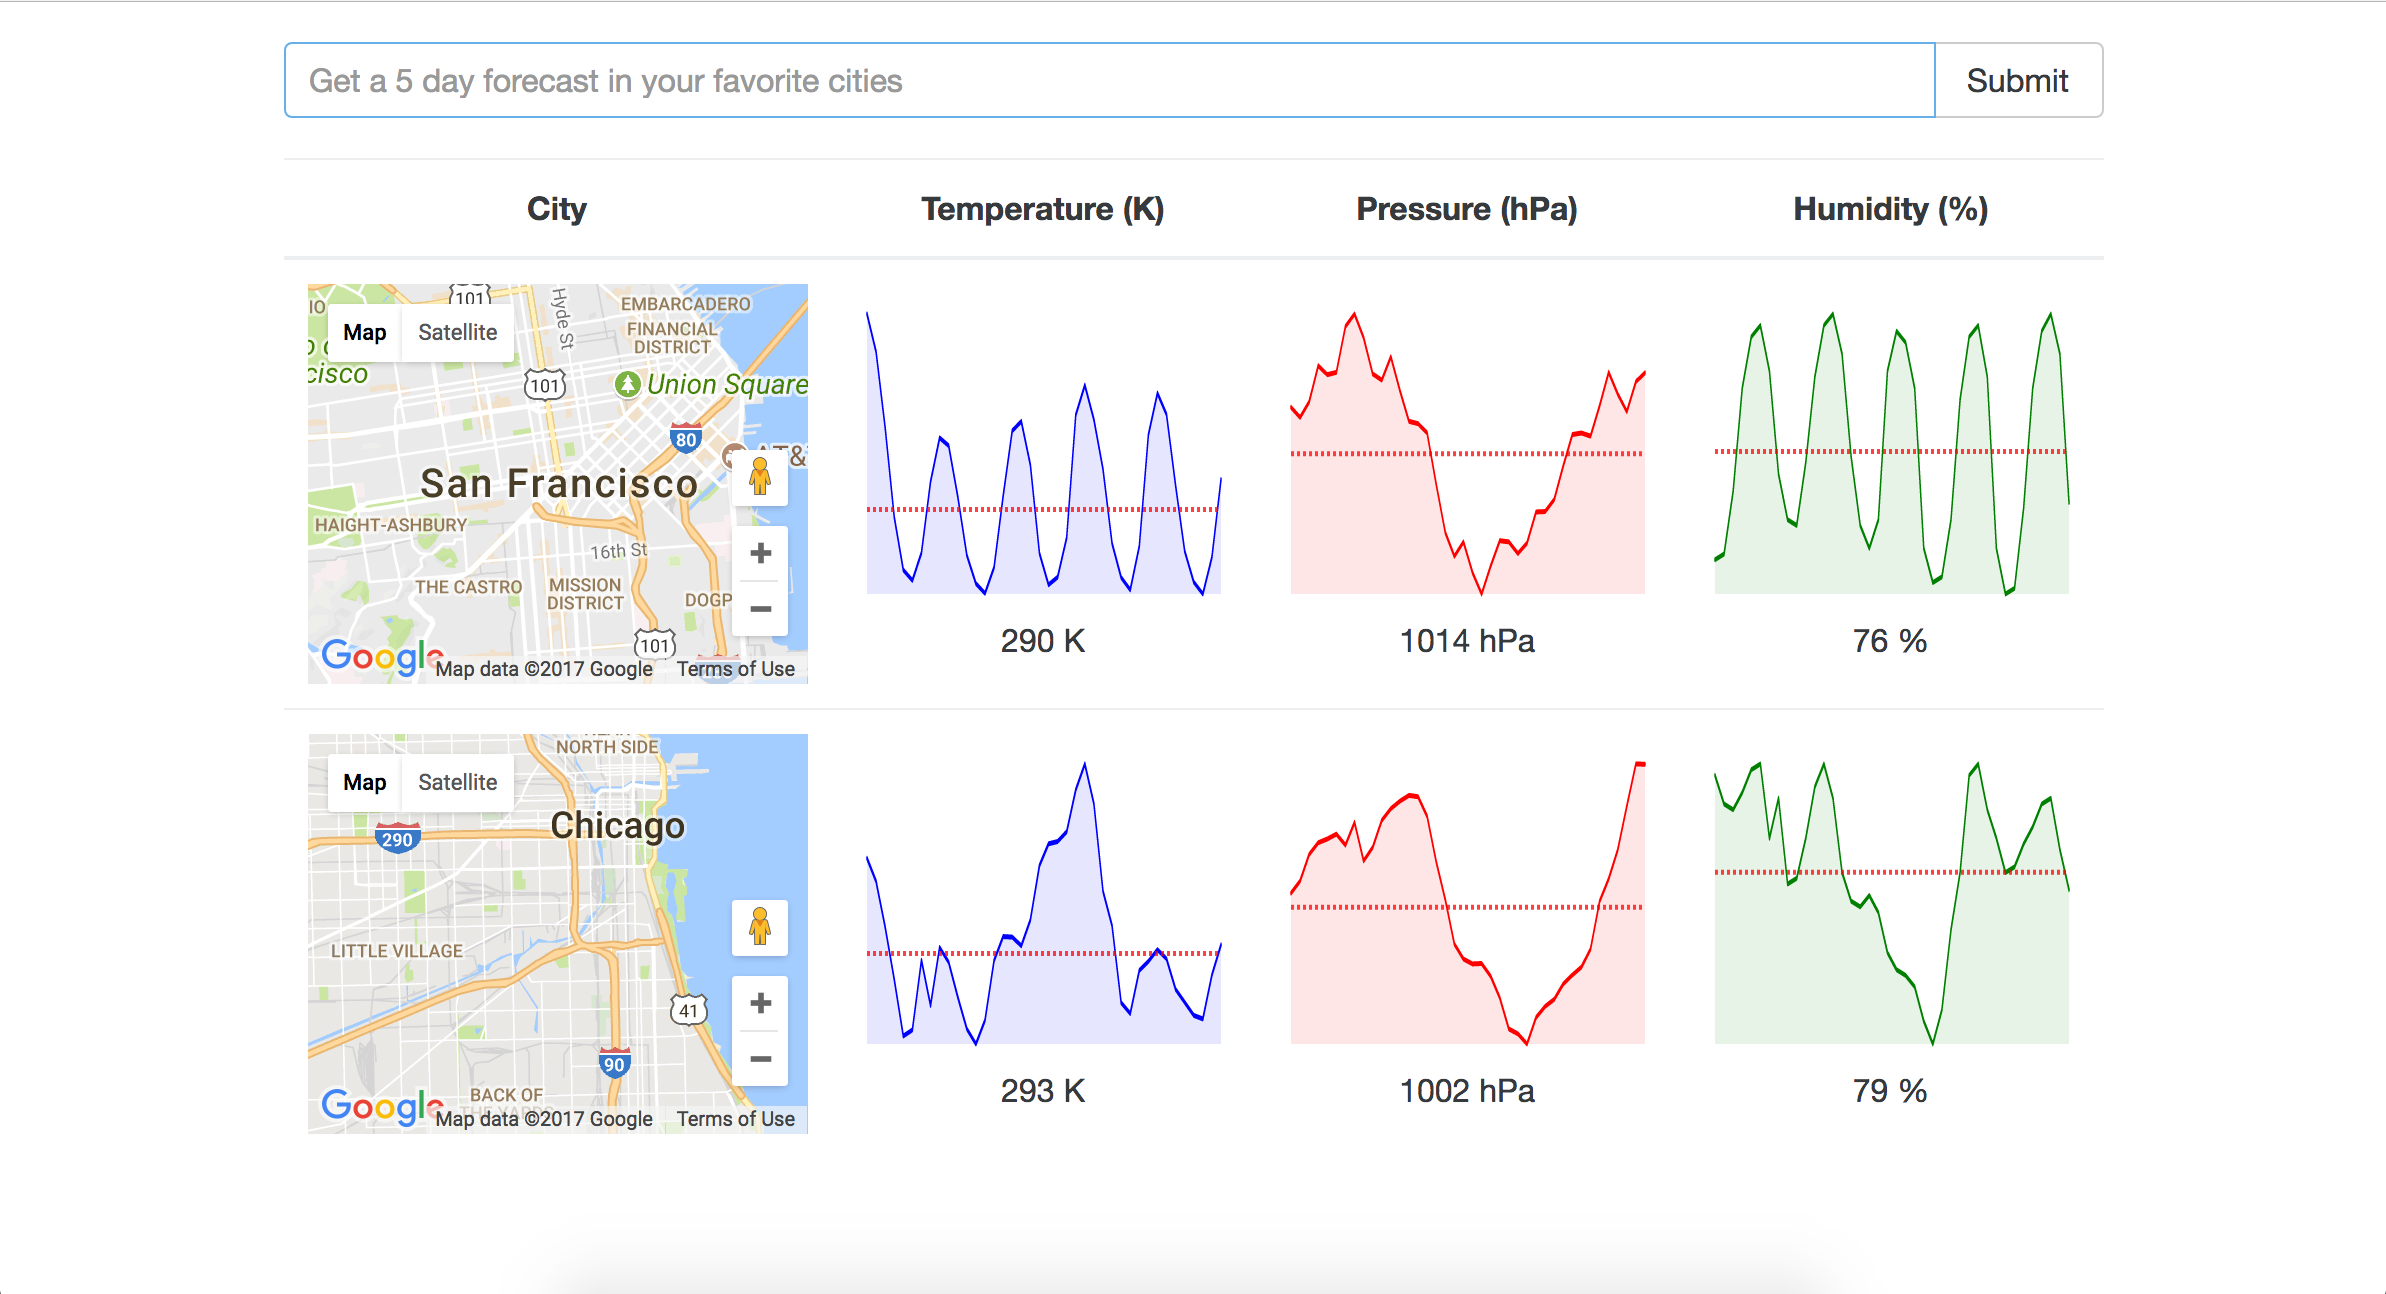 Get a 5 day forecast in your favorite cities
Submit
City
Temperature (K)
Pressure (hPa)
Humidity (%)
101
Hyde St
EMBARCADERO
Map
Satellite
FINANCIAL
DISTRICT
cisco
101
Union Square
80
AT&
San Francisco
HAIGHT-ASHBURY
16th St
THE CASTRO
MISSION
DISTRICT
DOGP
+
−
101
Google
Map data ©2017 Google
Terms of Use
290 K
1014 hPa
76 %
NORTH SIDE
Map
Satellite
Chicago
290
LITTLE VILLAGE
41
+
−
90
BACK OF
THE YARDS
Google
Map data ©2017 Google
Terms of Use
293 K
1002 hPa
79 %